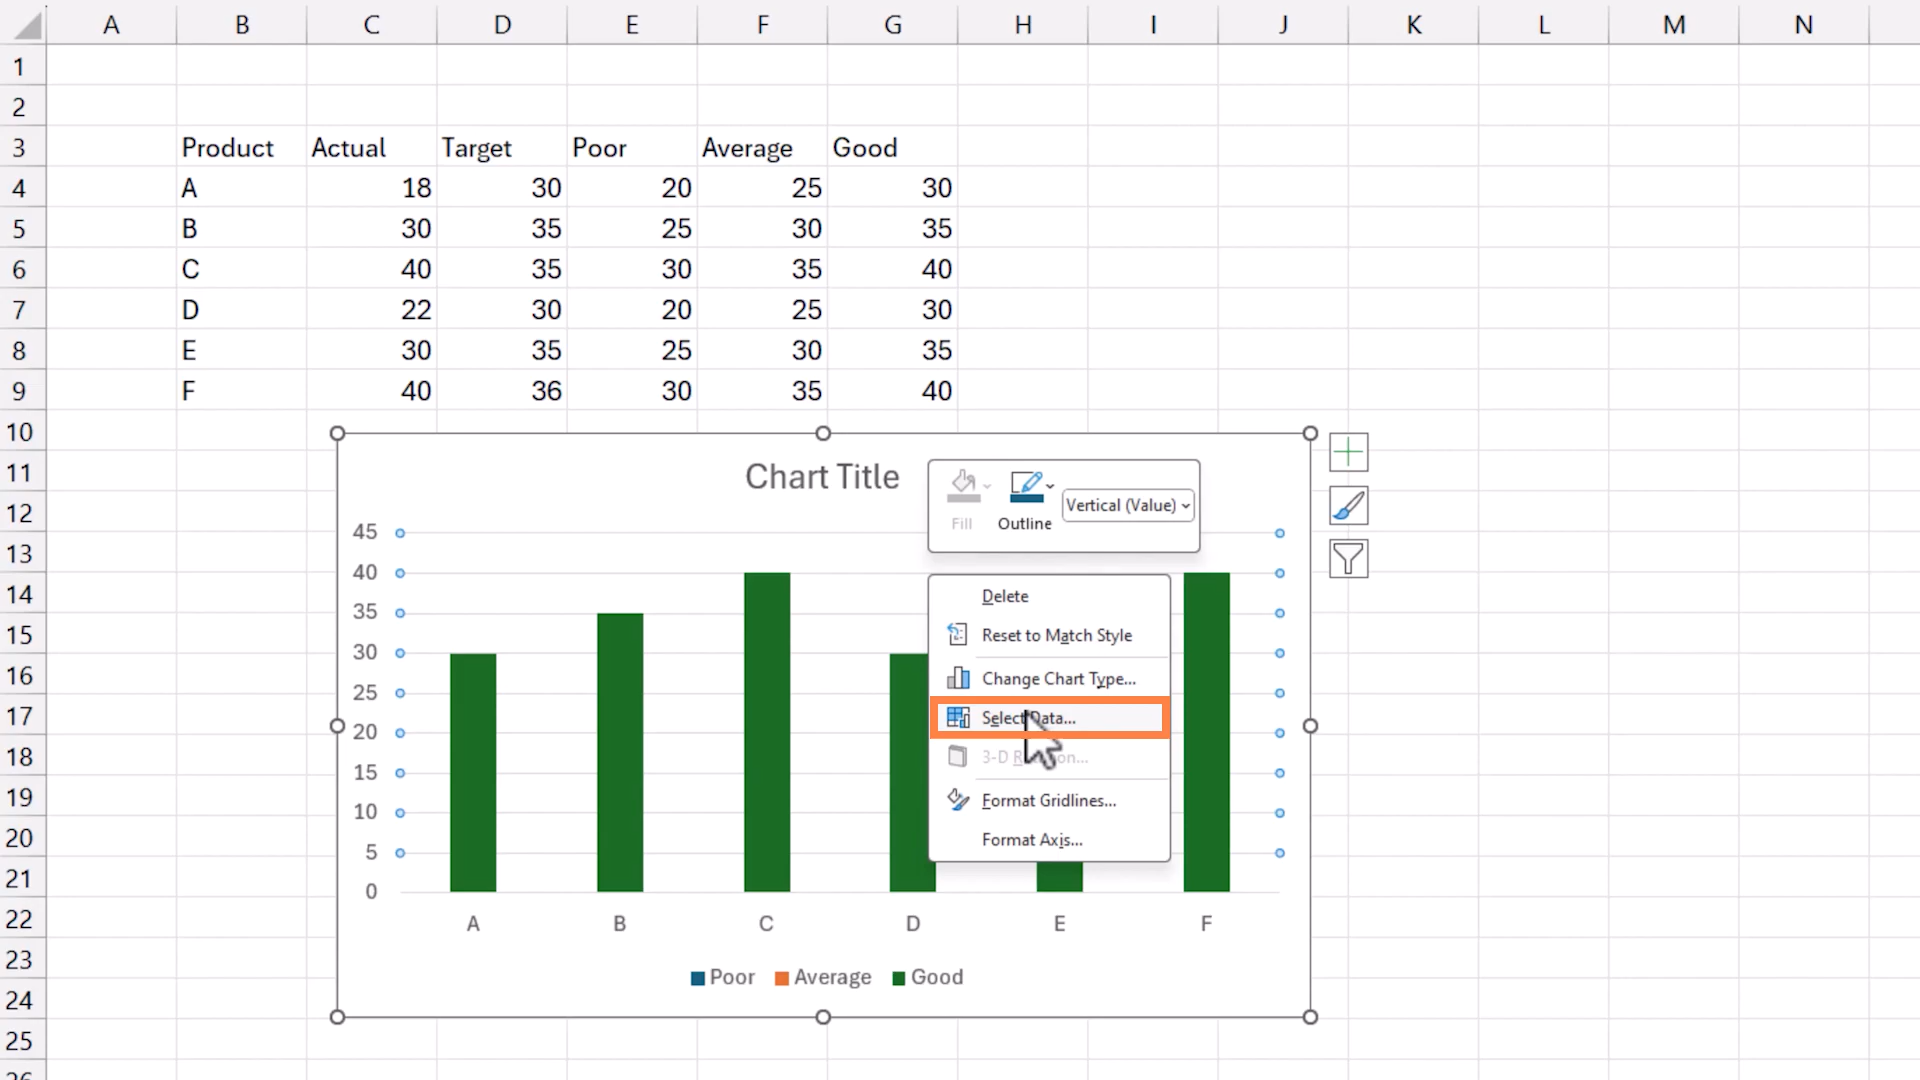 A B C D E F G H I J K L M N
1
2
3 Product Actual Target Poor Average Good
4 A 18 30 20 25 30
5 B 30 35 25 30 35
6 C 40 35 30 35 40
7 D 22 30 20 25 30
8 E 30 35 25 30 35
9 F 40 36 30 35 40
10
11
12
13
14
15
16
17
18
19
20
21
22
23
24
25
Chart Title
Fill Outline Vertical (Value)
45
40
35
30
25
20
15
10
5
0
A B C D E F
Poor Average Good
Delete
Reset to Match Style
Change Chart Type...
Select Data...
3-D
Format Gridlines...
Format Axis...